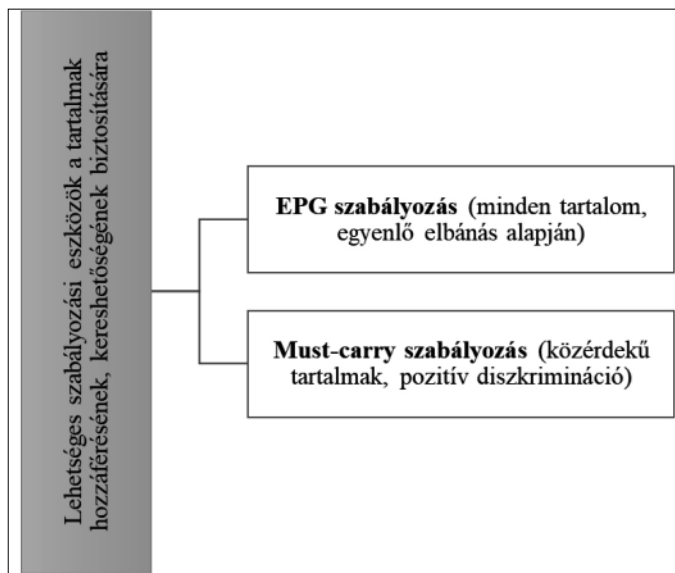 Lehetséges szabályozási eszközök a tartalmak
hozzáférésének, kereshetőségének biztosítására
EPG szabályozás (minden tartalom,
egyenlő elbánás alapján)
Must-carry szabályozás (közérdekű
tartalmak, pozitív diszkrimináció)